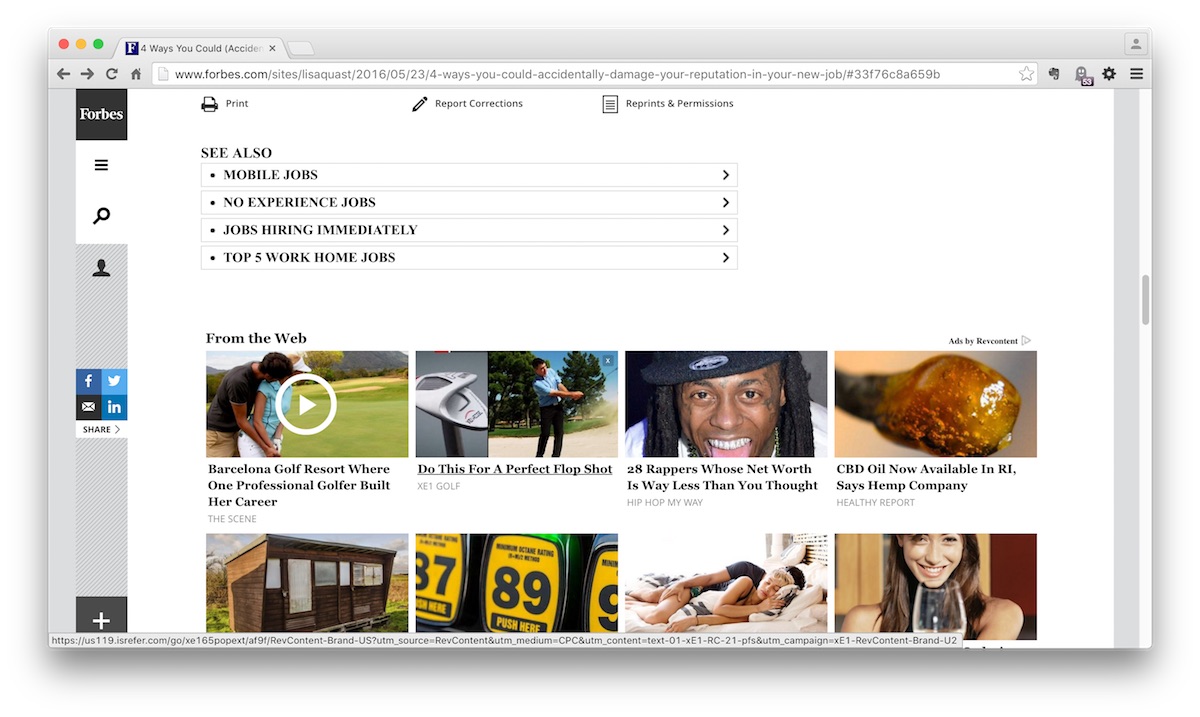 4 Ways You Could (Acciden
www.forbes.com/sites/lisaquast/2016/05/23/4-ways-you-could-accidentally-damage-your-reputation-in-your-new-job/#33f76c8a659b
53
Forbes
Print
Report Corrections
Reprints & Permissions
SEE ALSO
• MOBILE JOBS
• NO EXPERIENCE JOBS
• JOBS HIRING IMMEDIATELY
• TOP 5 WORK HOME JOBS
SHARE
From the Web
Ads by Revcontent
Barcelona Golf Resort Where
One Professional Golfer Built
Her Career
THE SCENE
Do This For A Perfect Flop Shot
XE1 GOLF
28 Rappers Whose Net Worth
Is Way Less Than You Thought
HIP HOP MY WAY
CBD Oil Now Available In RI,
Says Hemp Company
HEALTHY REPORT
87
PUSH HERE
MINIMUM OCTANE RATING
89
PUSH HERE
https://us119.isrefer.com/go/xe165popext/af9f/RevContent-Brand-US?utm_source=RevContent&utm_medium=CPC&utm_content=text-01-xE1-RC-21-pfs&utm_campaign=xE1-RevContent-Brand-U2